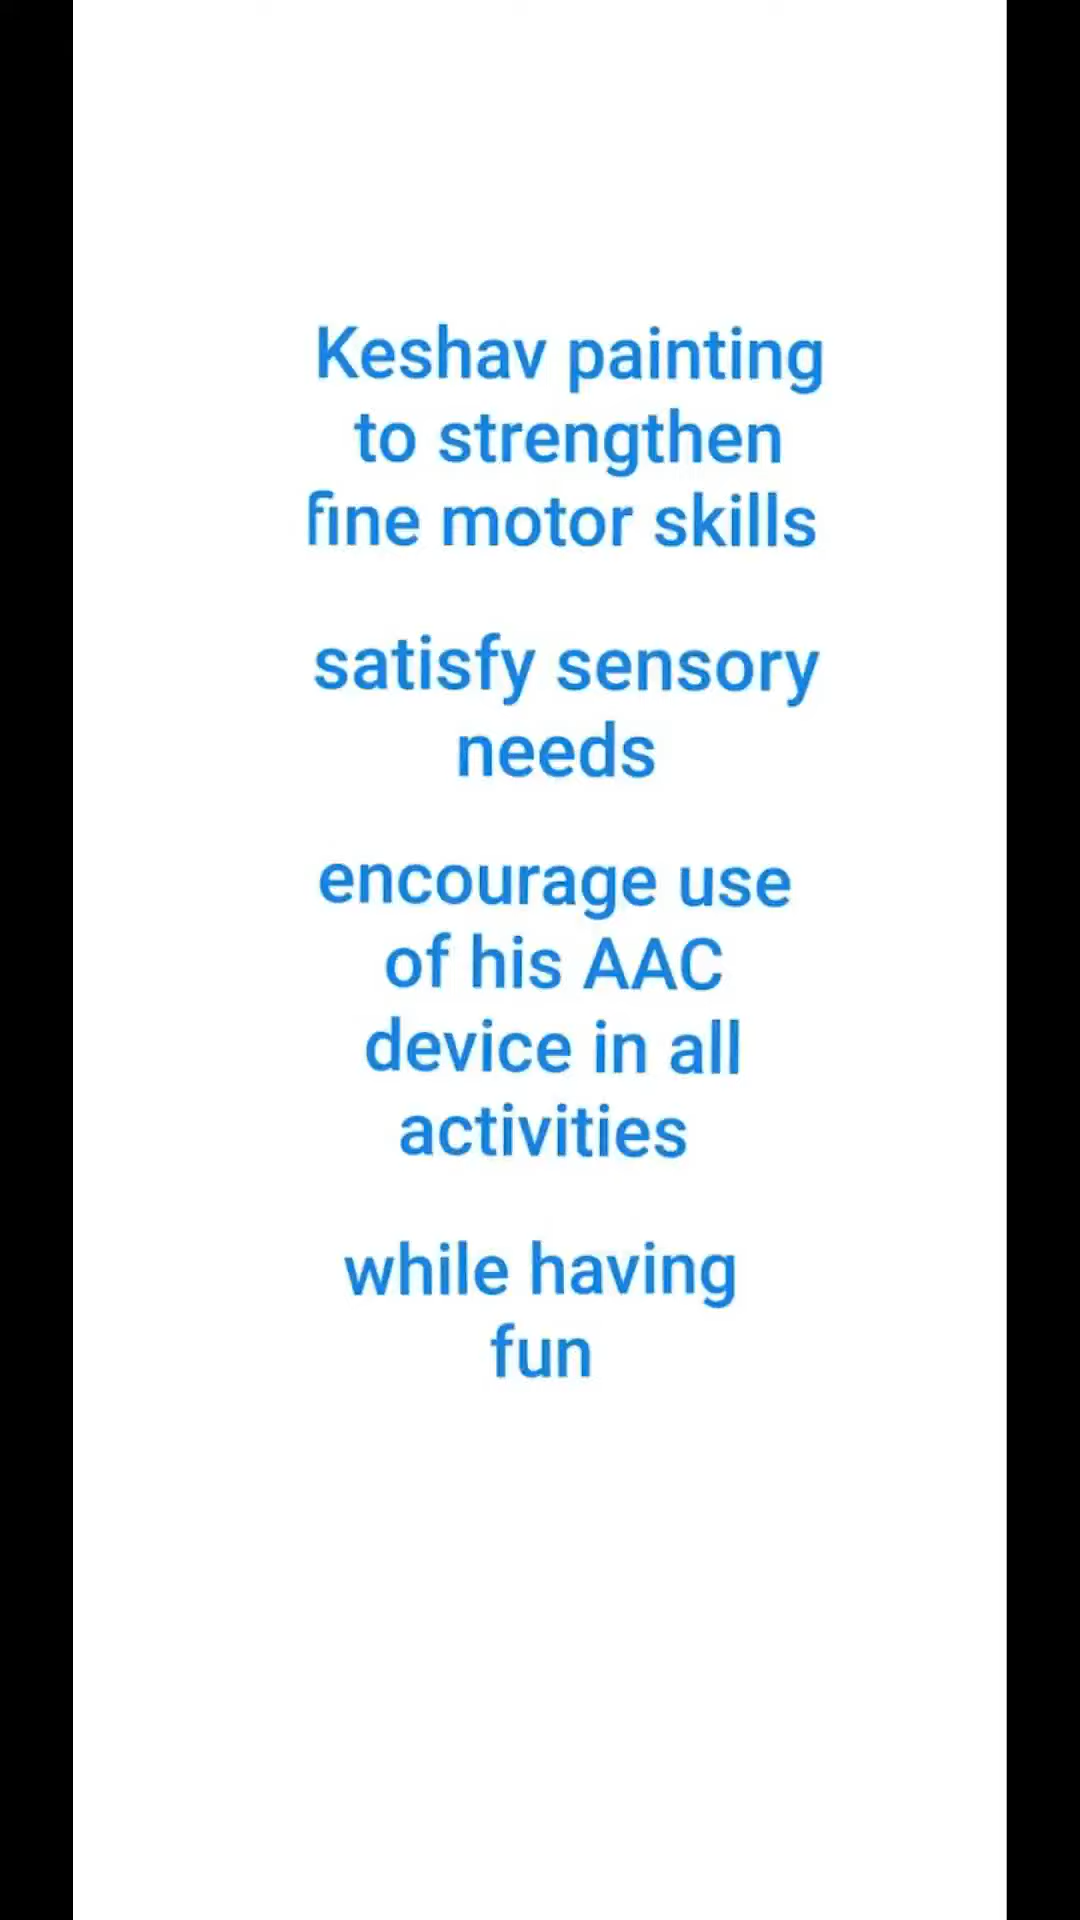 Keshav painting
to strengthen
fine motor skills
satisfy sensory
needs
encourage use
of his AAC
device in all
activities
while having
fun